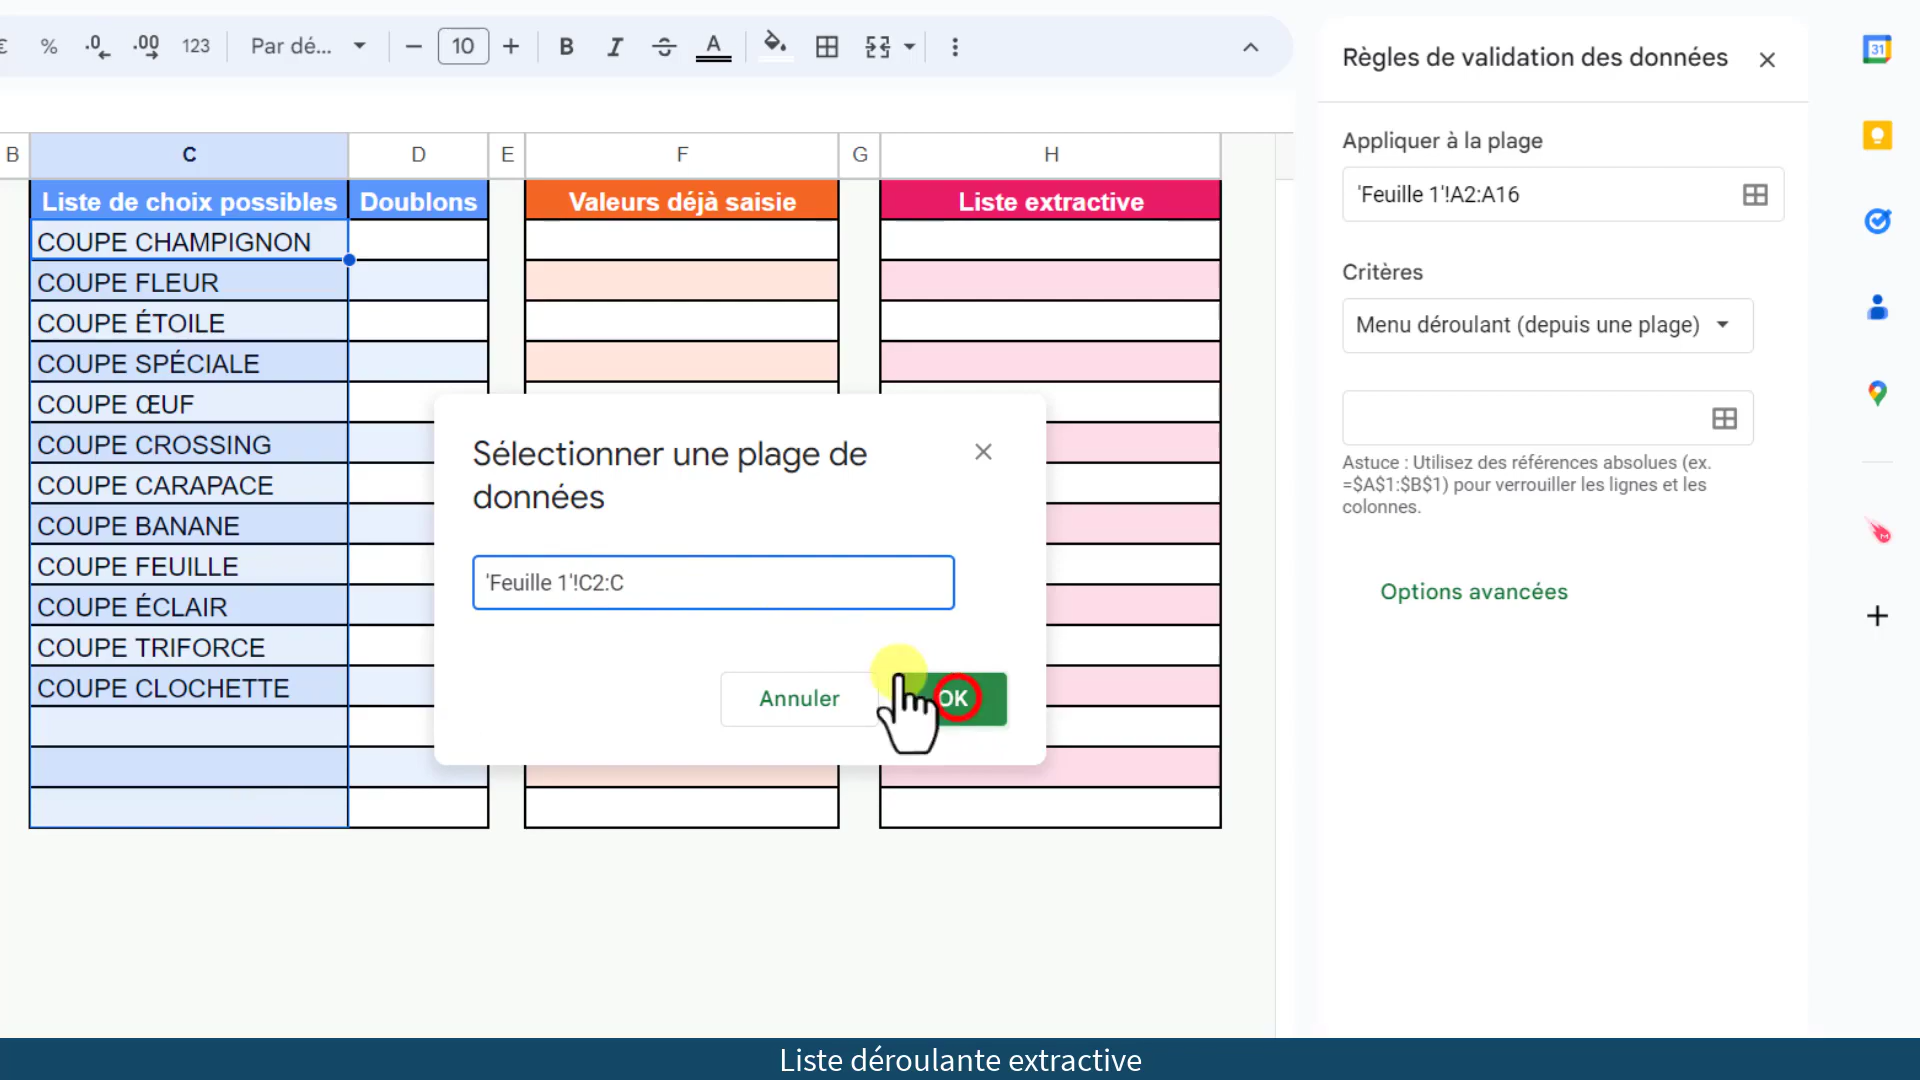 % .0 .00 123 Par dé... 10 B I A
Règles de validation des données
31
B C D E F G H
Appliquer à la plage
'Feuille 1'!A2:A16
Liste de choix possibles Doublons Valeurs déjà saisie Liste extractive
COUPE CHAMPIGNON
COUPE FLEUR
COUPE ÉTOILE
COUPE SPÉCIALE
COUPE ŒUF
COUPE CROSSING
COUPE CARAPACE
COUPE BANANE
COUPE FEUILLE
COUPE ÉCLAIR
COUPE TRIFORCE
COUPE CLOCHETTE
Critères
Menu déroulant (depuis une plage)
Astuce : Utilisez des références absolues (ex.
=$A$1:$B$1) pour verrouiller les lignes et les
colonnes.
Options avancées
Sélectionner une plage de
données
'Feuille 1'!C2:C
Annuler OK
Liste déroulante extractive